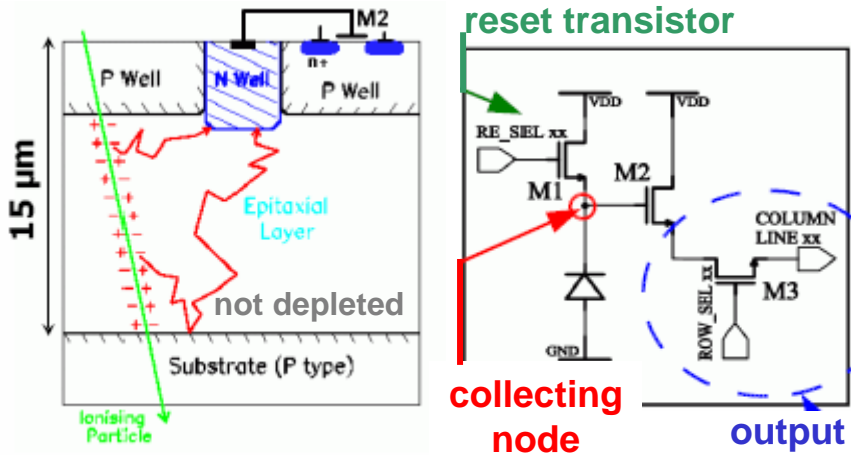 M2
P Well
N Well
n+
P Well
15 µm
Epitaxial
Layer
not depleted
Substrate (P type)
Ionising
Particle
reset transistor
VDD
VDD
RE_SEL xx
M1
M2
COLUMN
LINE xx
M3
ROW_SEL xx
GND
collecting
node
output